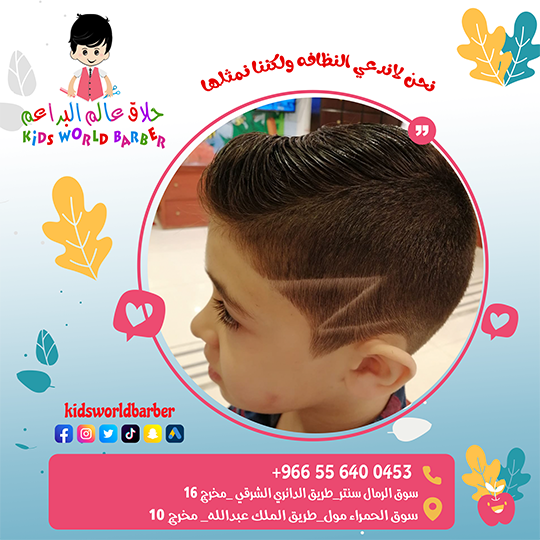 نحن لاندعي النظافه ولكننا نمثلها
حلاق عالم البراعم
KiDS WORLD BARBER
kidsworldbarber
+966 55 640 0453
سوق الرمال سنتر_طريق الدائري الشرقي _مخرج 16
سوق الحمراء مول_طريق الملك عبدالله_ مخرج 10